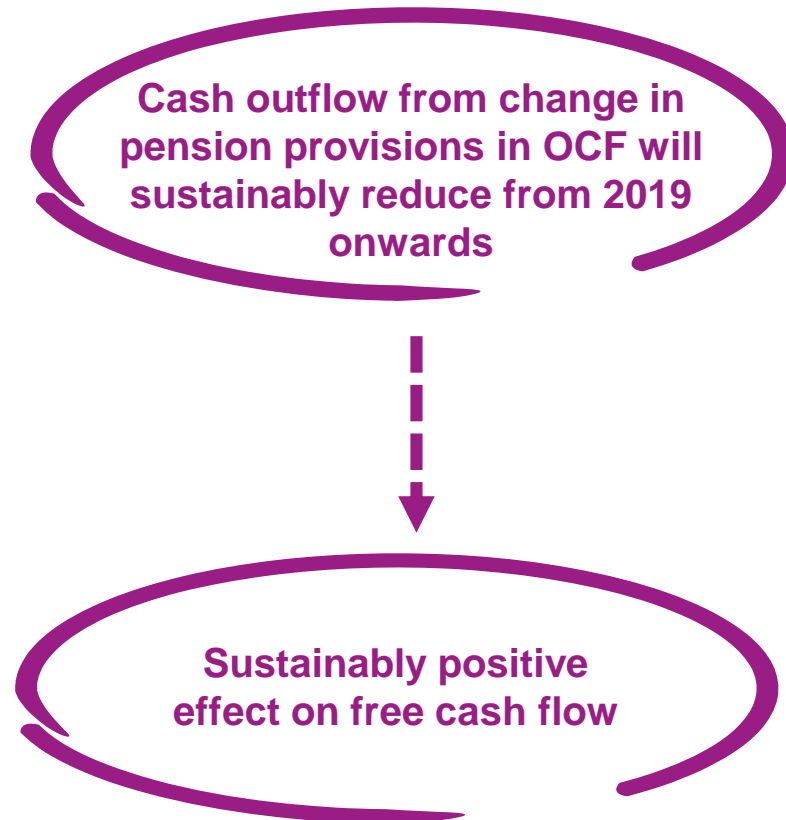 Cash outflow from change in
pension provisions in OCF will
sustainably reduce from 2019
onwards
Sustainably positive
effect on free cash flow